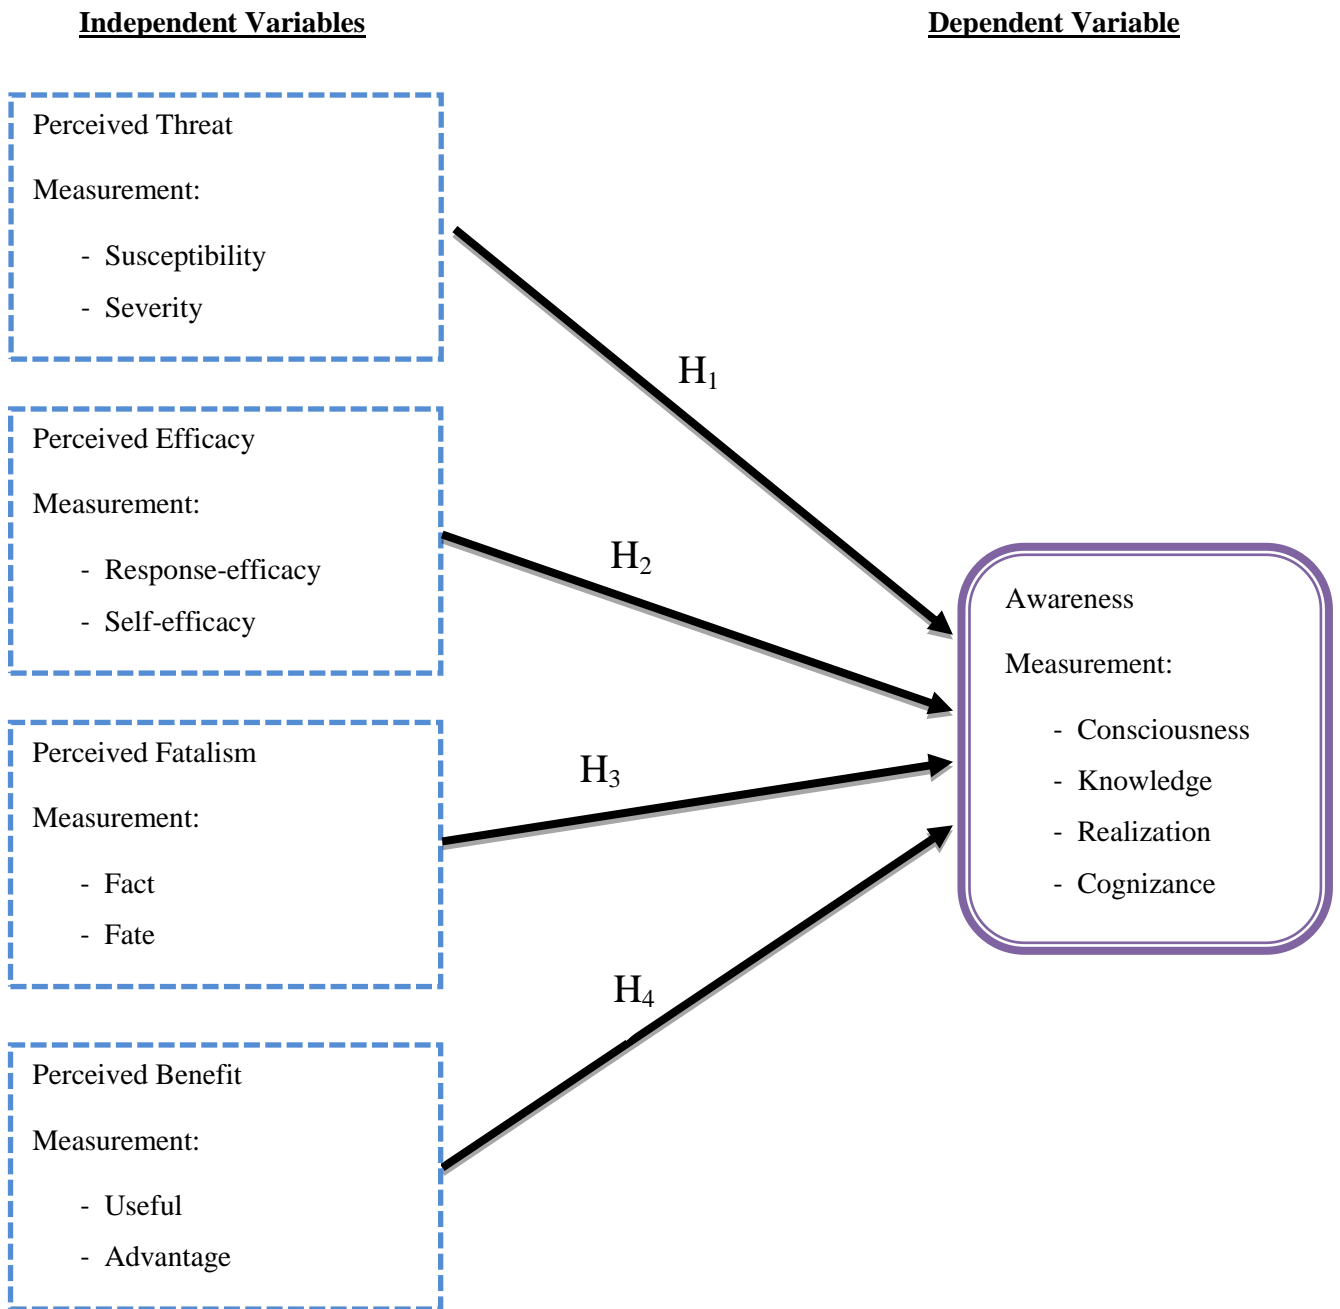 Independent Variables
Dependent Variable
Perceived Threat
Measurement:
- Susceptibility
- Severity
H₁
Perceived Efficacy
Measurement:
- Response-efficacy
- Self-efficacy
H₂
Perceived Fatalism
Measurement:
- Fact
- Fate
H₃
Perceived Benefit
Measurement:
- Useful
- Advantage
H₄
Awareness
Measurement:
- Consciousness
- Knowledge
- Realization
- Cognizance